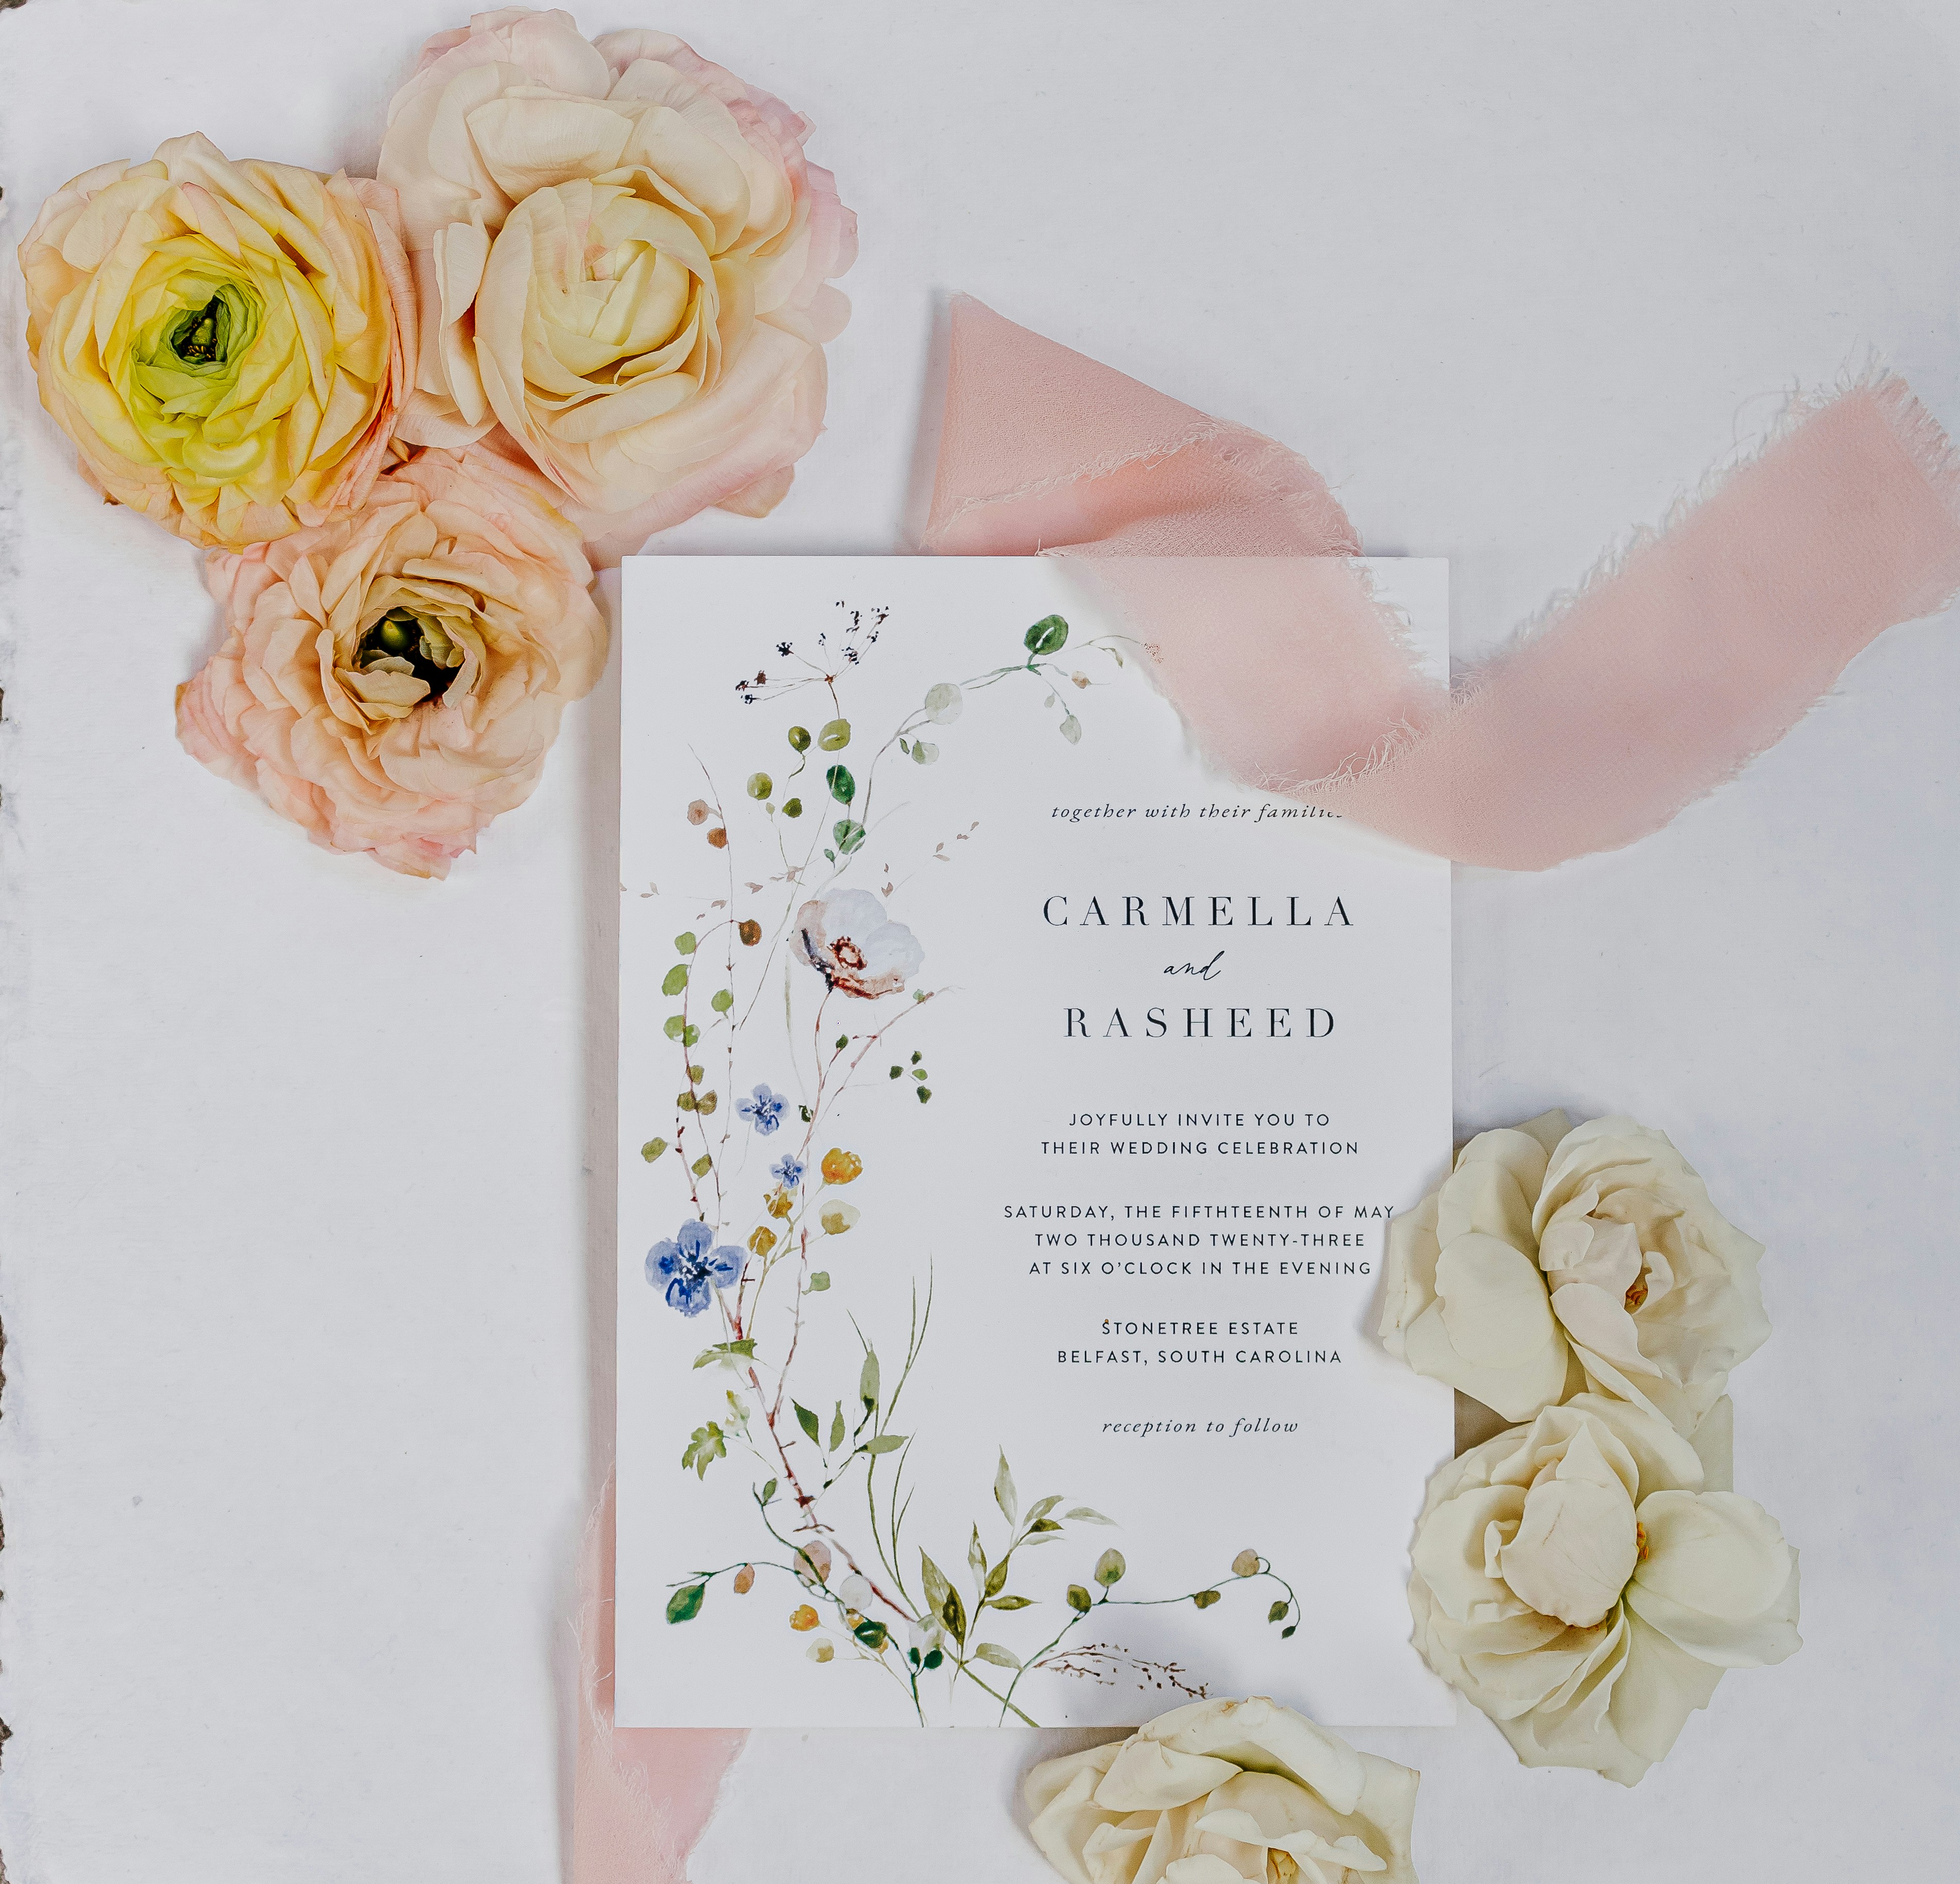 together with their families
CARMELLA
and
RASHEED
JOYFULLY INVITE YOU TO
THEIR WEDDING CELEBRATION
SATURDAY, THE FIFTHTEENTH OF MAY
TWO THOUSAND TWENTY-THREE
AT SIX O'CLOCK IN THE EVENING
STONETREE ESTATE
BELFAST, SOUTH CAROLINA
reception to follow